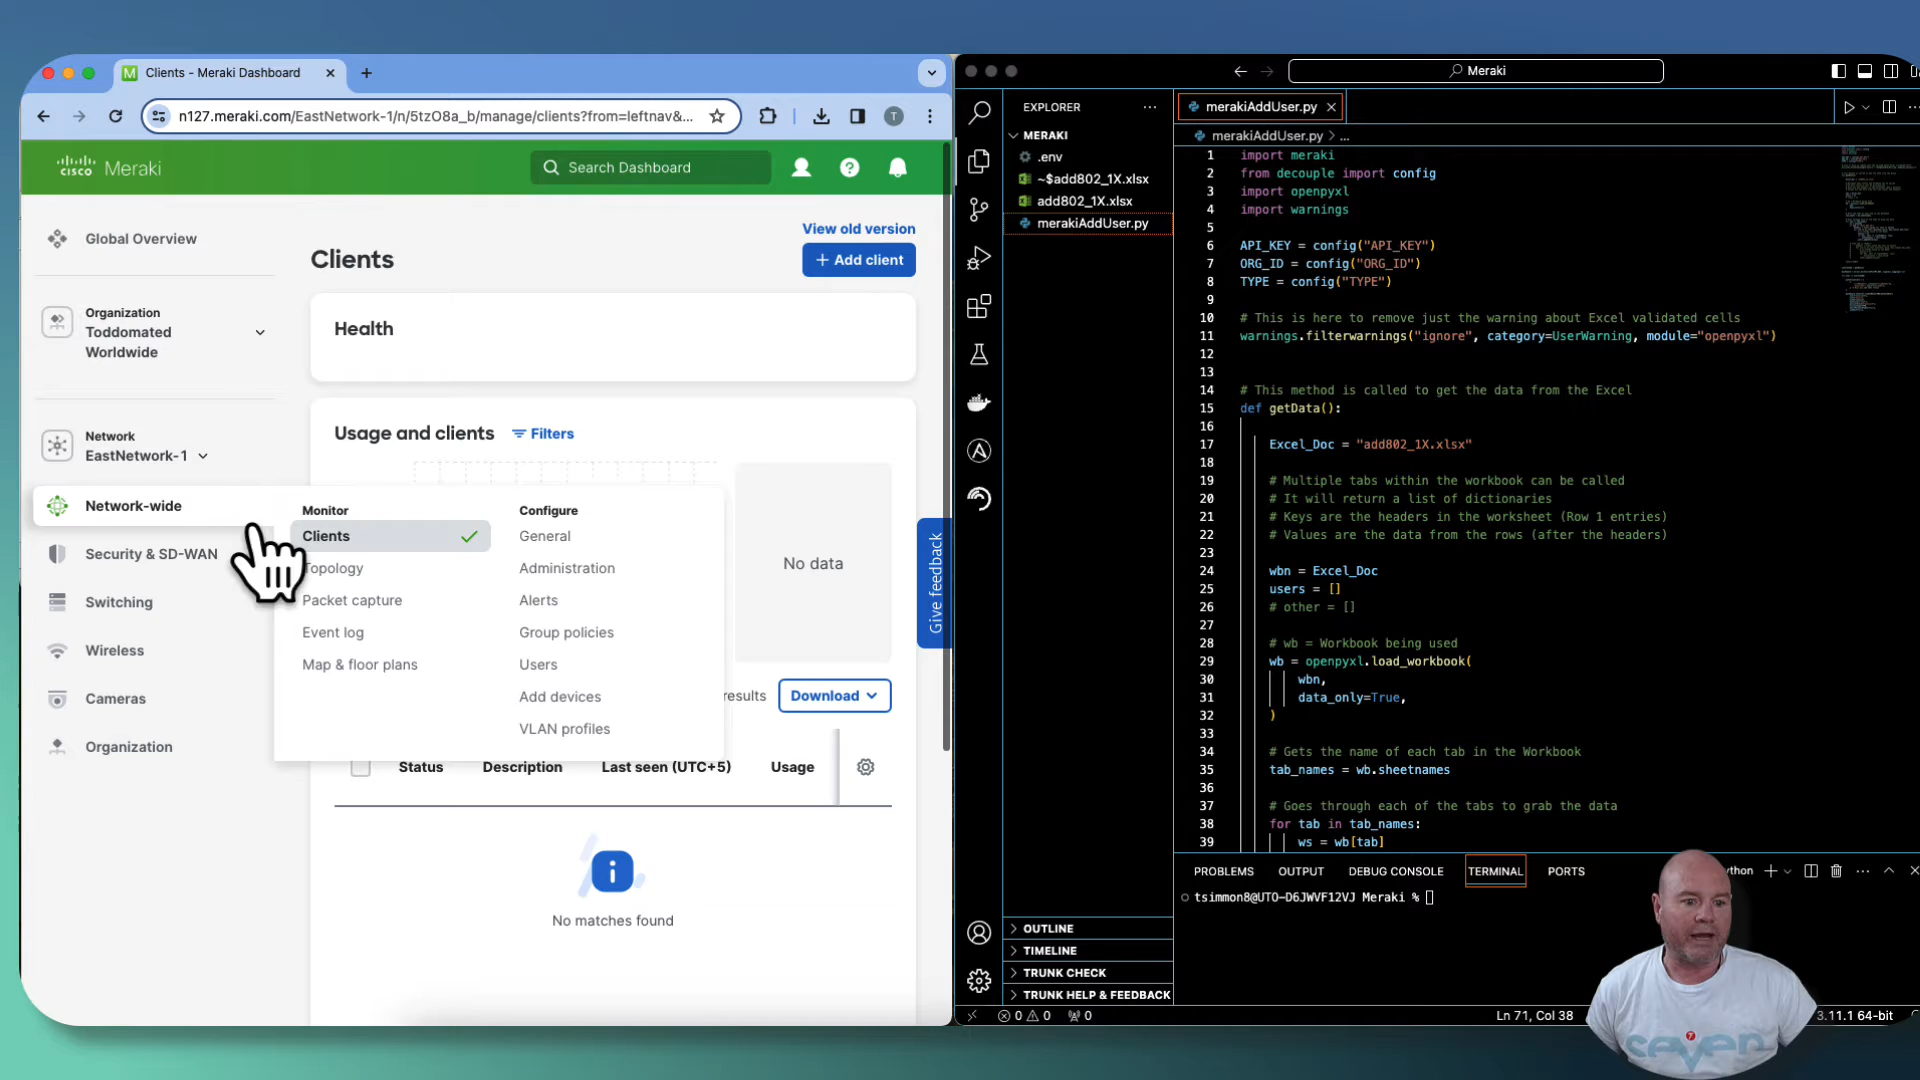 Clients - Meraki Dashboard
n127.meraki.com/EastNetwork-1/n/5tzO8a_b/manage/clients?from=leftnav&...
T
cisco Meraki
Search Dashboard
Global Overview
Organization
Toddomated
Worldwide
Network
EastNetwork-1
Network-wide
Security & SD-WAN
Switching
Wireless
Cameras
Organization
View old version
Clients
+ Add client
Health
Usage and clients
Filters
Monitor
Clients
Topology
Packet capture
Event log
Map & floor plans
Configure
General
Administration
Alerts
Group policies
Users
Add devices
VLAN profiles
No data
results
Download
Give feedback
Status Description Last seen (UTC+5) Usage
No matches found
Meraki
EXPLORER
MERAKI
.env
~$add802_1X.xlsx
add802_1X.xlsx
merakiAddUser.py
OUTLINE
TIMELINE
TRUNK CHECK
TRUNK HELP & FEEDBACK
merakiAddUser.py
merakiAddUser.py > ...
1 import meraki
2 from decouple import config
3 import openpyxl
4 import warnings
5
6 API_KEY = config("API_KEY")
7 ORG_ID = config("ORG_ID")
8 TYPE = config("TYPE")
9
10 # This is here to remove just the warning about Excel validated cells
11 warnings.filterwarnings("ignore", category=UserWarning, module="openpyxl")
12
13
14 # This method is called to get the data from the Excel
15 def getData():
16
17 Excel_Doc = "add802_1X.xlsx"
18
19 # Multiple tabs within the workbook can be called
20 # It will return a list of dictionaries
21 # Keys are the headers in the worksheet (Row 1 entries)
22 # Values are the data from the rows (after the headers)
23
24 wbn = Excel_Doc
25 users = []
26 # other = []
27
28 # wb = Workbook being used
29 wb = openpyxl.load_workbook(
30 wbn,
31 data_only=True,
32 )
33
34 # Gets the name of each tab in the Workbook
35 tab_names = wb.sheetnames
36
37 # Goes through each of the tabs to grab the data
38 for tab in tab_names:
39 ws = wb[tab]
PROBLEMS OUTPUT DEBUG CONSOLE TERMINAL PORTS
ython
tsimmon8@UTO-D6JWVF12VJ Meraki %
0 0 0
Ln 71, Col 38
3.11.1 64-bit
seven